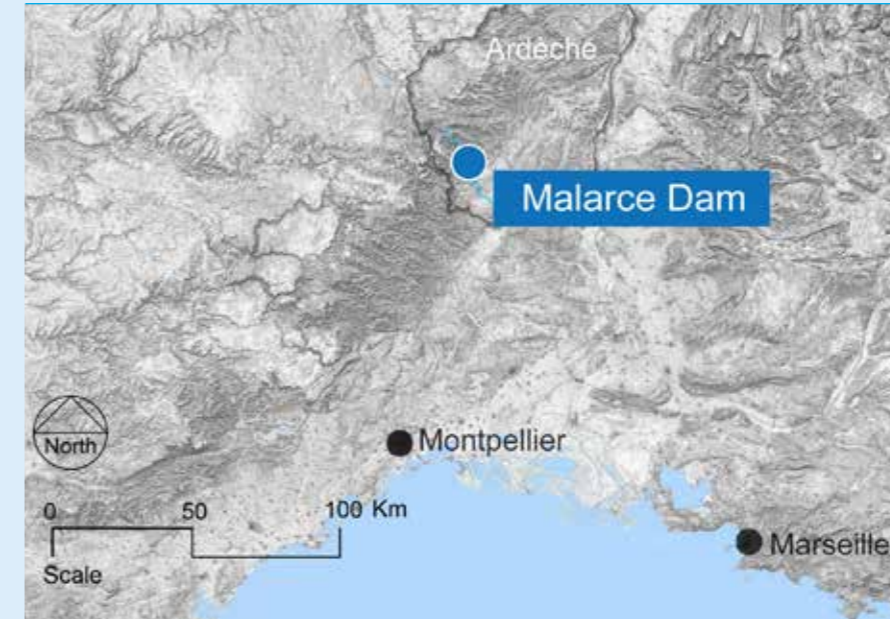 Ardèche
Malarce Dam
Montpellier
North
0 50 100 Km
Marseille
Scale